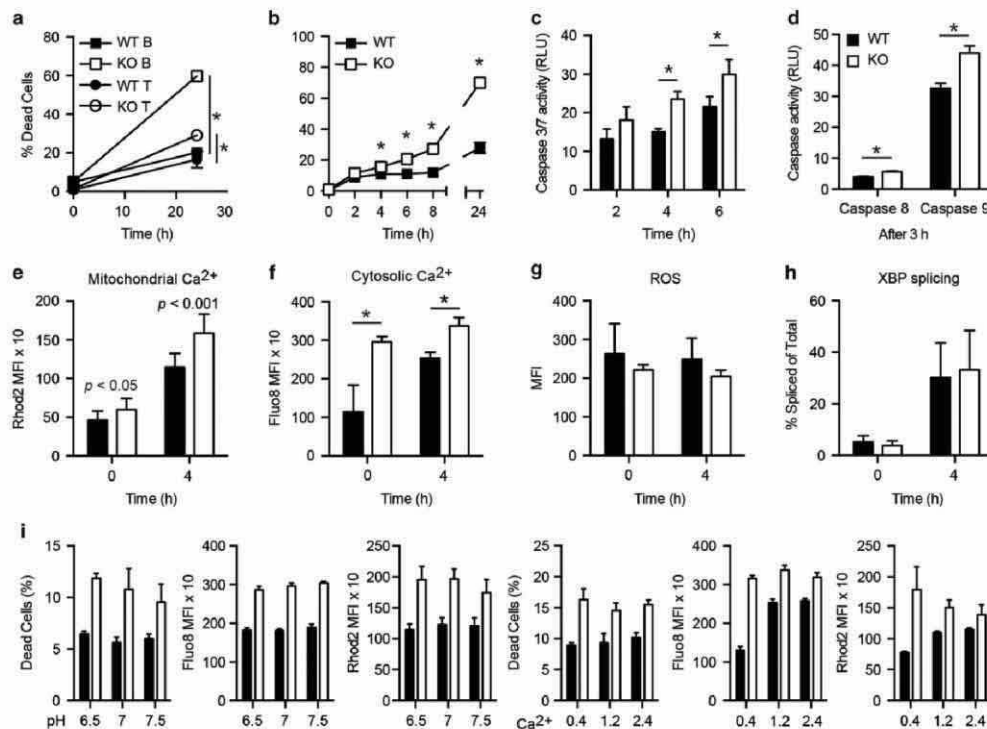 a
WT B
KO B
WT T
KO T
% Dead Cells
80
60
40
20
0
0 10 20 30
Time (h)
*
*
b
WT
KO
100
80
60
40
20
0
0 2 4 6 8 24
Time (h)
* * * *
c
Caspase 3/7 activity (RLU)
40
30
20
10
0
2 4 6
Time (h)
* *
d
WT
KO
Caspase activity (RLU)
50
40
30
20
10
0
Caspase 8 Caspase 9
After 3 h
* *
e
Mitochondrial Ca2+
Rhod2 MFI x 10
200
150
100
50
0
p < 0.05
p < 0.001
0 4
Time (h)
f
Cytosolic Ca2+
Fluo8 MFI x 10
400
300
200
100
0
* *
0 4
Time (h)
g
ROS
MFI
400
300
200
100
0
0 4
Time (h)
h
XBP splicing
% Spliced of Total
60
40
20
0
0 4
Time (h)
i
Dead Cells (%)
15
10
5
0
pH 6.5 7 7.5
Fluo8 MFI x 10
400
300
200
100
0
6.5 7 7.5
Rhod2 MFI x 10
250
200
150
100
50
0
6.5 7 7.5
Dead Cells (%)
25
20
15
10
5
0
Ca2+ 0.4 1.2 2.4
Fluo8 MFI x 10
400
300
200
100
0
0.4 1.2 2.4
Rhod2 MFI x 10
250
200
150
100
50
0
0.4 1.2 2.4